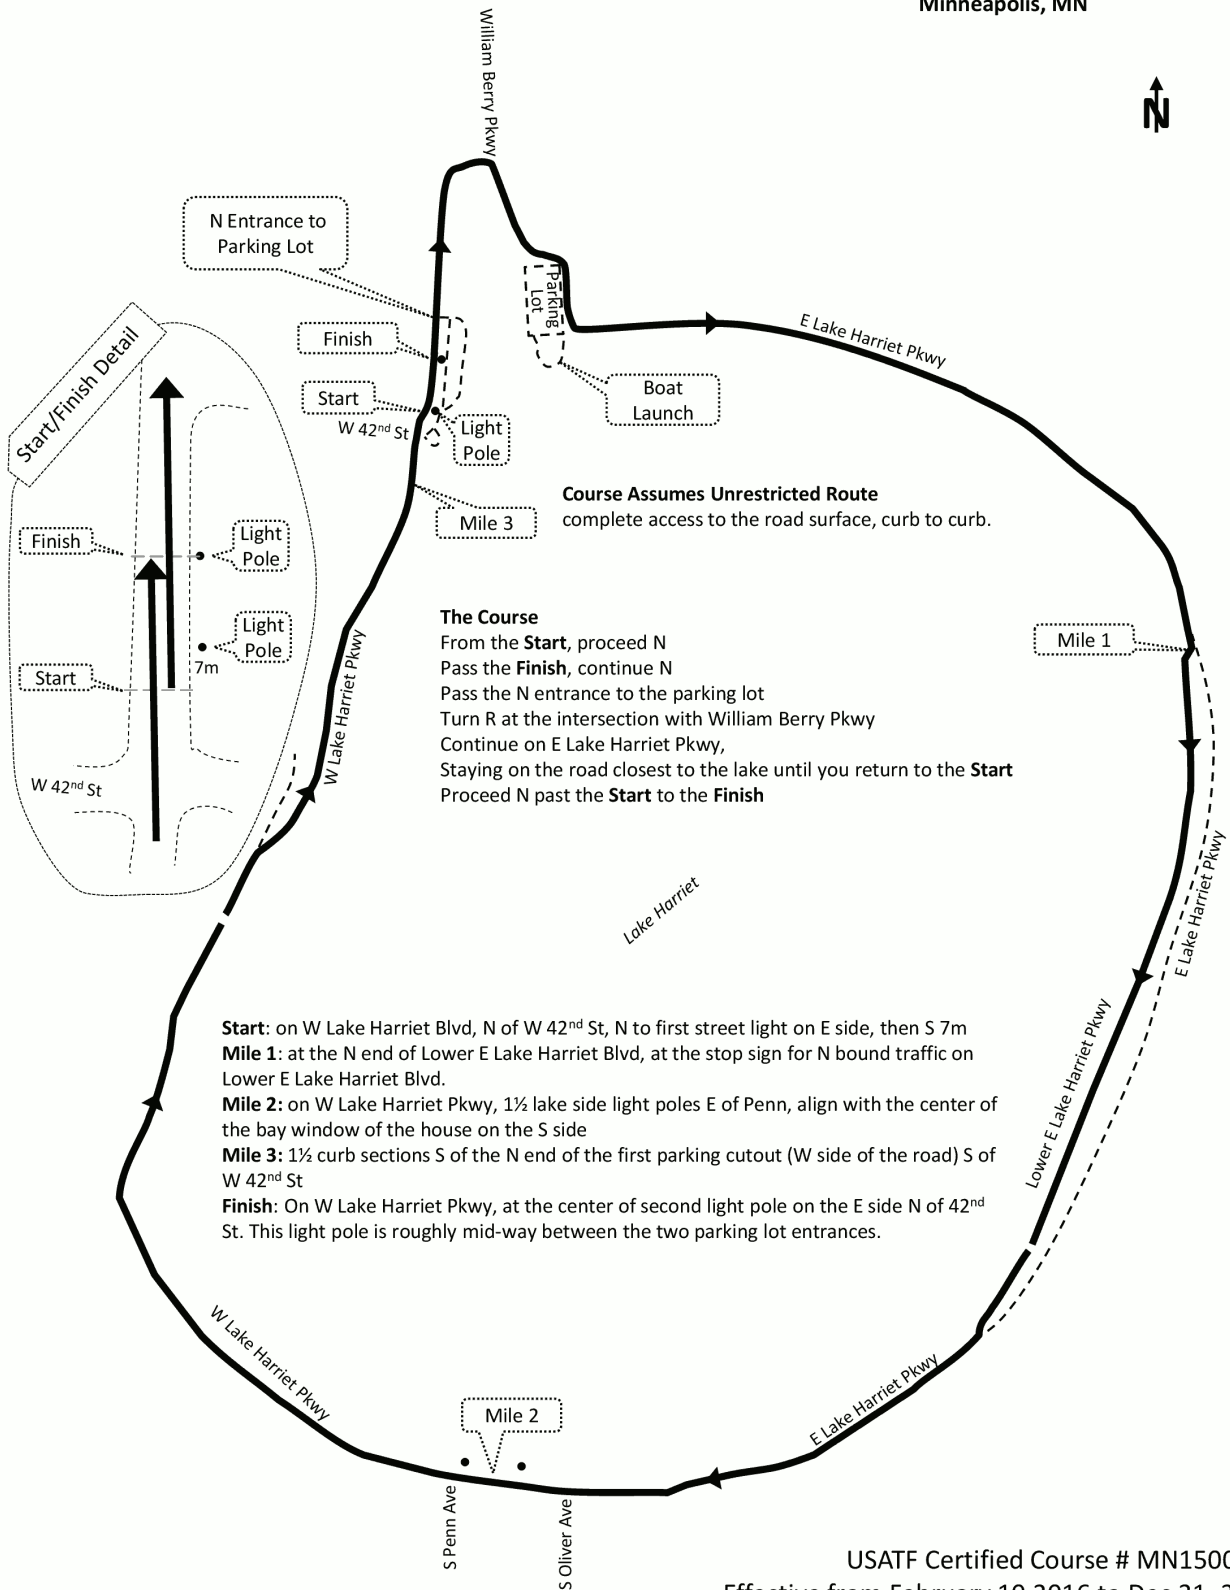 Minneapolis, MN
William Berry Pkwy
N
N Entrance to
Parking Lot
Parking
Lot
Finish
E Lake Harriet Pkwy
Start/Finish Detail
Start
Boat
Launch
W 42nd St
Light
Pole
Course Assumes Unrestricted Route
complete access to the road surface, curb to curb.
Mile 3
Finish
Light
Pole
The Course
From the Start, proceed N
Pass the Finish, continue N
Pass the N entrance to the parking lot
Turn R at the intersection with William Berry Pkwy
Continue on E Lake Harriet Pkwy,
Staying on the road closest to the lake until you return to the Start
Proceed N past the Start to the Finish
Mile 1
Light
Pole
7m
Start
W Lake Harriet Pkwy
W 42nd St
Lake Harriet
E Lake Harriet Pkwy
Lower E Lake Harriet Pkwy
Start: on W Lake Harriet Blvd, N of W 42nd St, N to first street light on E side, then S 7m
Mile 1: at the N end of Lower E Lake Harriet Blvd, at the stop sign for N bound traffic on
Lower E Lake Harriet Blvd.
Mile 2: on W Lake Harriet Pkwy, 1½ lake side light poles E of Penn, align with the center of
the bay window of the house on the S side
Mile 3: 1½ curb sections S of the N end of the first parking cutout (W side of the road) S of
W 42nd St
Finish: On W Lake Harriet Pkwy, at the center of second light pole on the E side N of 42nd
St. This light pole is roughly mid-way between the two parking lot entrances.
W Lake Harriet Pkwy
E Lake Harriet Pkwy
Mile 2
S Penn Ave
S Oliver Ave
USATF Certified Course # MN1500
Effective from February 10 2016 to Dec 31